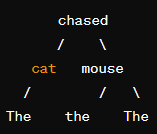 chased
/ \
cat mouse
/ / \
The the The